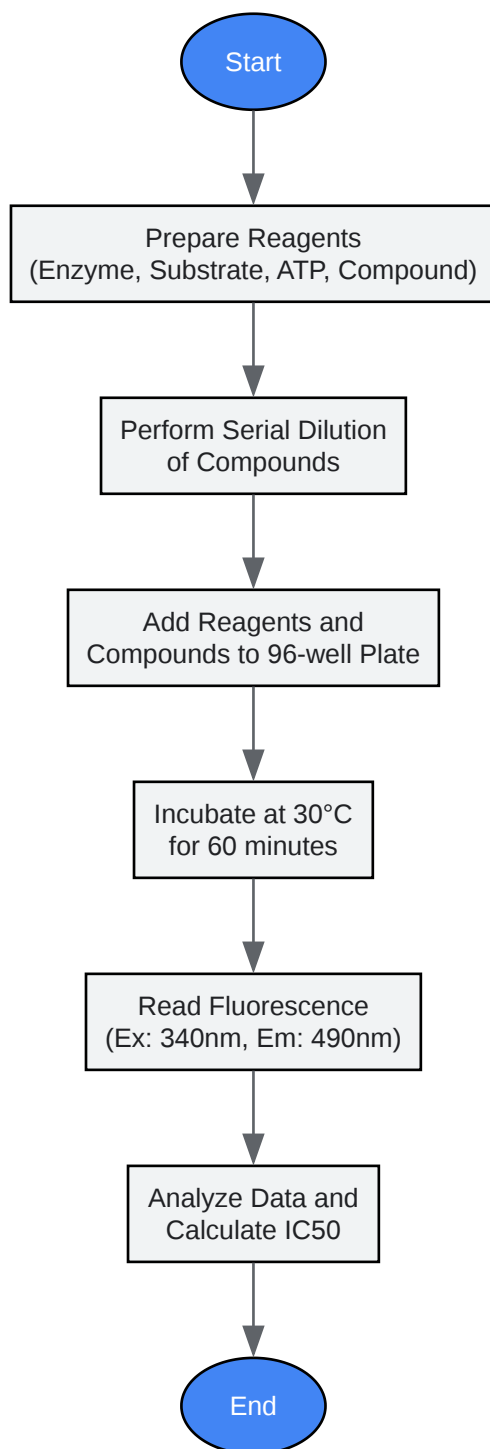 Start
Prepare Reagents
(Enzyme, Substrate, ATP, Compound)
Perform Serial Dilution
of Compounds
Add Reagents and
Compounds to 96-well Plate
Incubate at 30°C
for 60 minutes
Read Fluorescence
(Ex: 340nm, Em: 490nm)
Analyze Data and
Calculate IC50
End